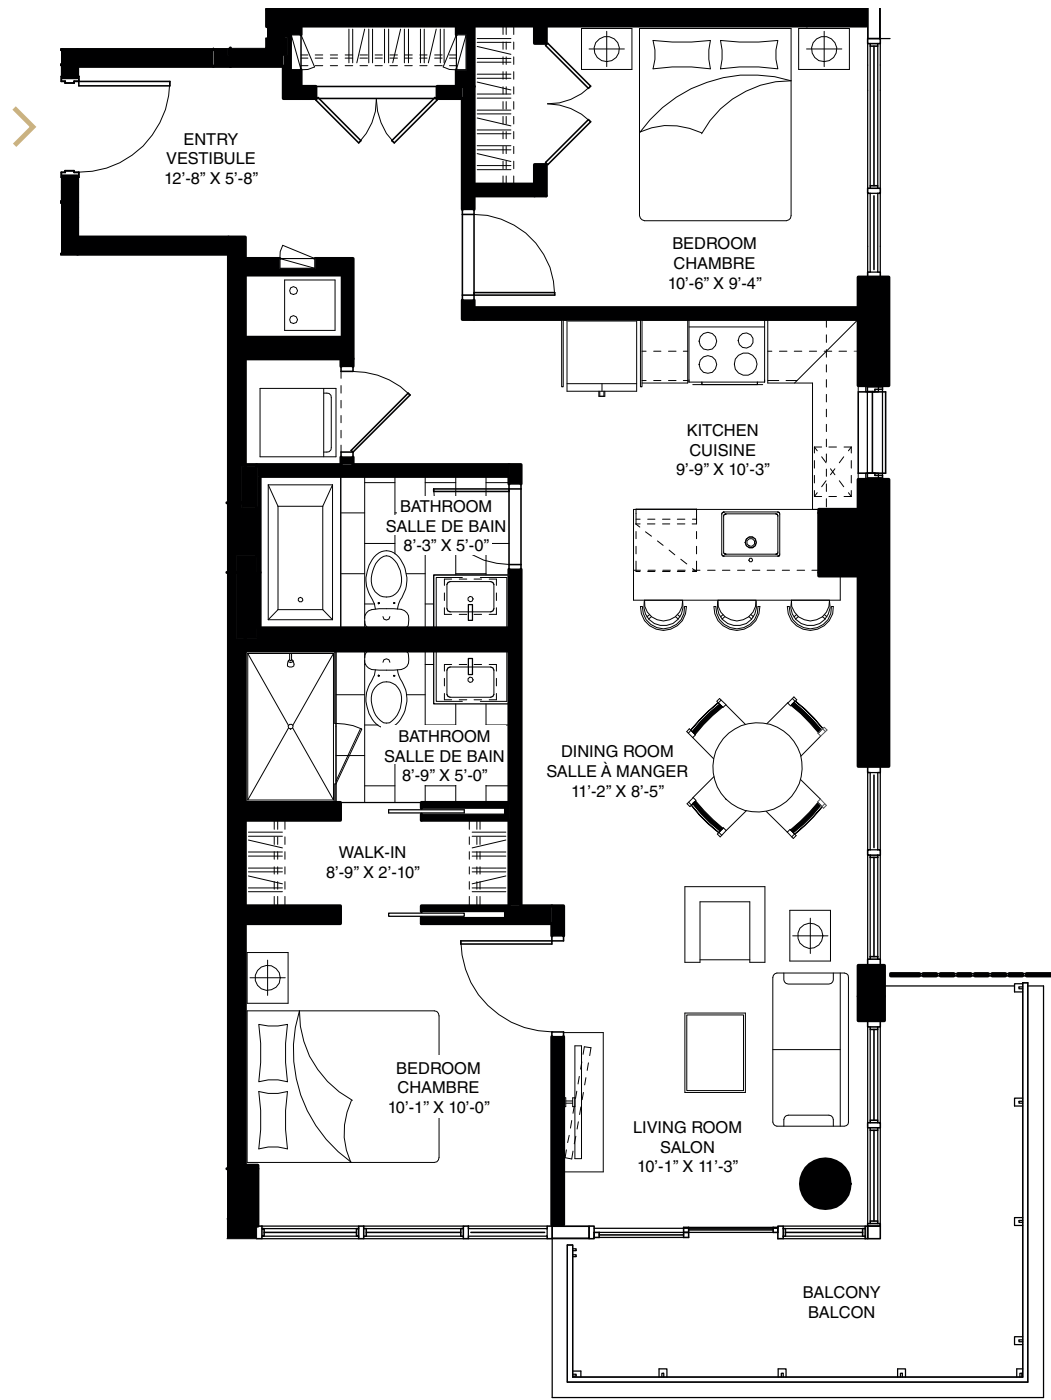 ENTRY
VESTIBULE
12'-8” X 5'-8”
BEDROOM
CHAMBRE
10'-6” X 9'-4”
KITCHEN
CUISINE
9'-9” X 10'-3”
BATHROOM
SALLE DE BAIN
8'-3” X 5'-0”
BATHROOM
SALLE DE BAIN
8'-9” X 5'-0”
DINING ROOM
SALLE À MANGER
11'-2” X 8'-5”
WALK-IN
8'-9” X 2'-10”
BEDROOM
CHAMBRE
10'-1” X 10'-0”
LIVING ROOM
SALON
10'-1” X 11'-3”
BALCONY
BALCON